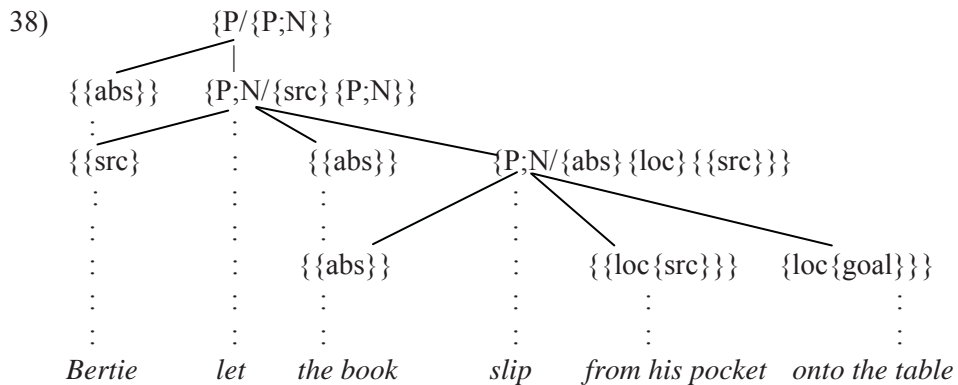 38) {P/{P;N}}
{{abs}} {P;N/{src}{P;N}}
{{src} {{abs}} {P;N/{abs}{loc}{{src}}}
{{abs}} {{loc{src}}} {loc{goal}}}
Bertie let the book slip from his pocket onto the table